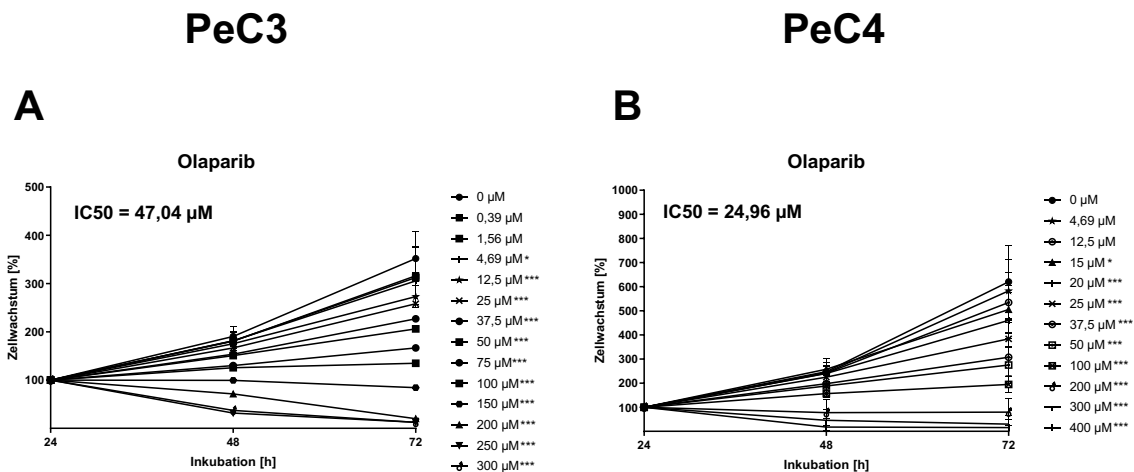 PeC3
PeC4
A
B
Olaparib
IC50 = 47,04 µM
Zellwachstum [%]
500
400
300
200
100
24
48
72
Inkubation [h]
0 µM
0,39 µM
1,56 µM
4,69 µM*
12,5 µM***
25 µM***
37,5 µM***
50 µM***
75 µM***
100 µM***
150 µM***
200 µM***
250 µM***
300 µM***
Olaparib
IC50 = 24,96 µM
Zellwachstum [%]
1000
900
800
700
600
500
400
300
200
100
24
48
72
Inkubation [h]
0 µM
4,69 µM
12,5 µM
15 µM*
20 µM***
25 µM***
37,5 µM***
50 µM***
100 µM***
200 µM***
300 µM***
400 µM***